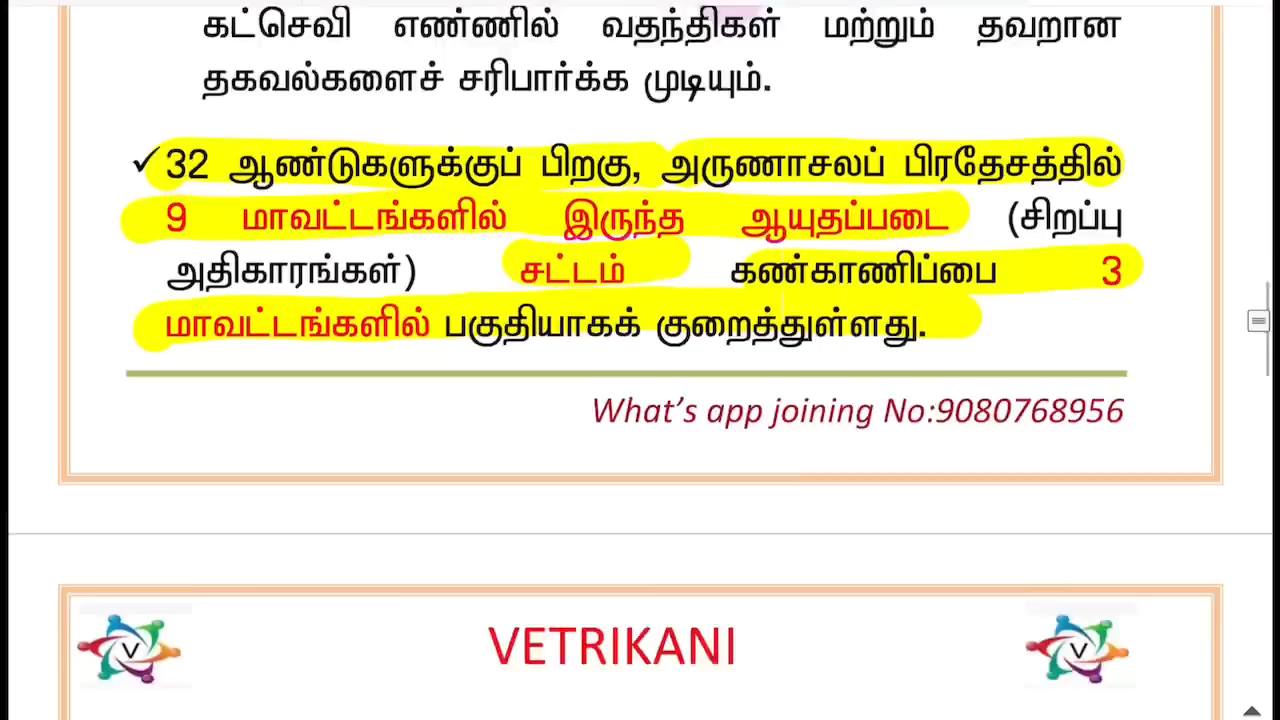 கட்செவி எண்ணில் வதந்திகள் மற்றும் தவறான
தகவல்களைச் சரிபார்க்க முடியும்.
✓32 ஆண்டுகளுக்குப் பிறகு, அருணாசலப் பிரதேசத்தில்
9 மாவட்டங்களில் இருந்த ஆயுதப்படை (சிறப்பு
அதிகாரங்கள்) சட்டம் கண்காணிப்பை 3
மாவட்டங்களில் பகுதியாகக் குறைத்துள்ளது.
What's app joining No:9080768956
V VETRIKANI V